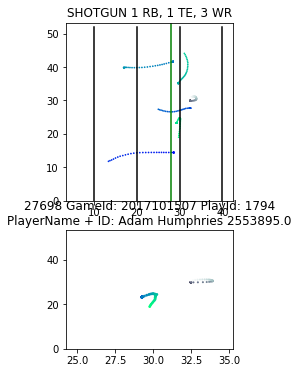 SHOTGUN 1 RB, 1 TE, 3 WR
50
40
30
20
10
0
10 20 30 40
27698 GameId: 2017101507 PlayId: 1794
PlayerName + ID: Adam Humphries 2553895.0
40
20
0
25.0 27.5 30.0 32.5 35.0